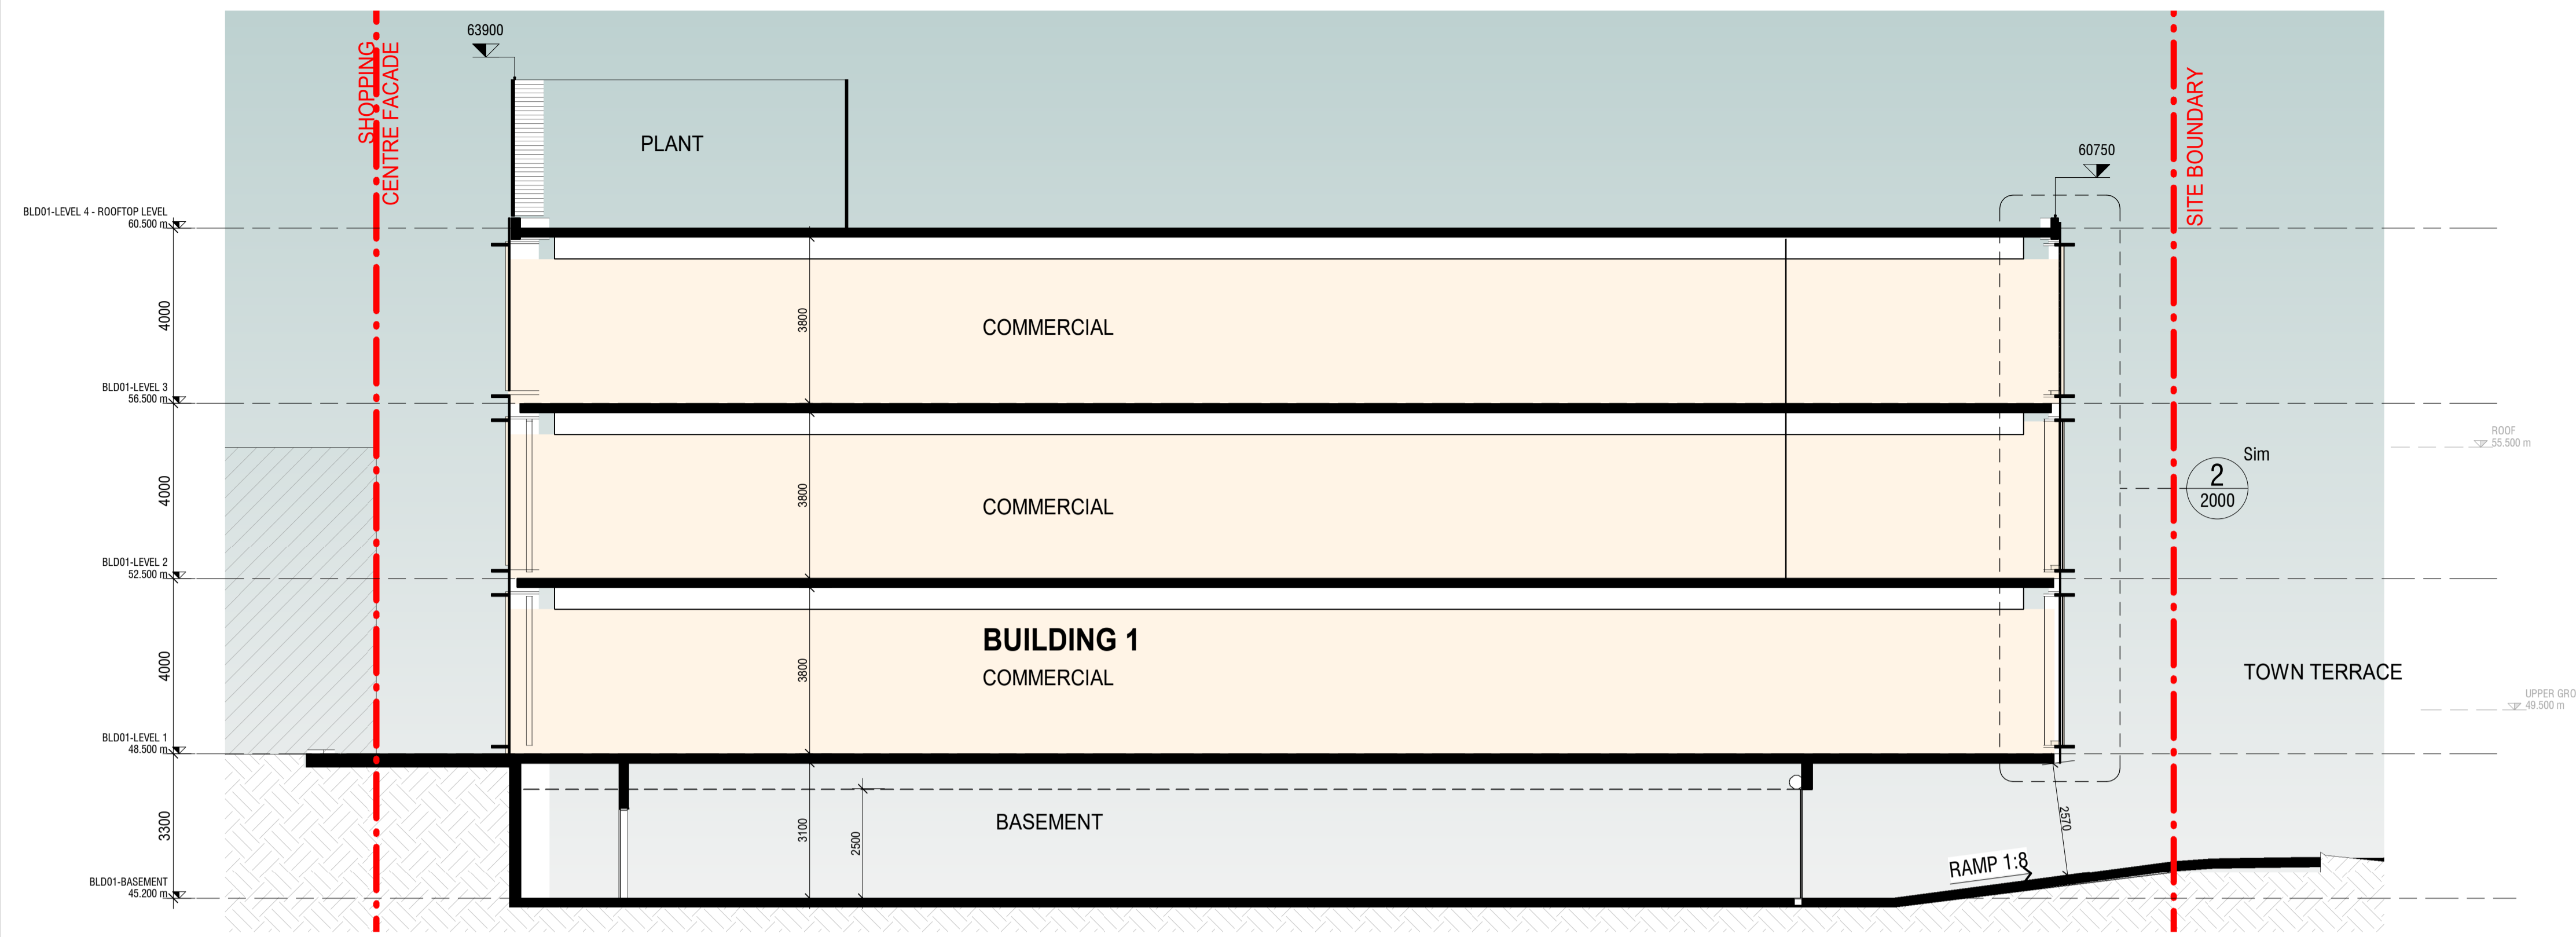 63900
SHOPPING
CENTRE FACADE
SITE BOUNDARY
PLANT
60750
BLD01-LEVEL 4 - ROOFTOP LEVEL
60.500 m
4000
3800
COMMERCIAL
BLD01-LEVEL 3
56.500 m
ROOF
55.500 m
Sim
2
2000
4000
3800
COMMERCIAL
BLD01-LEVEL 2
52.500 m
BUILDING 1
COMMERCIAL
4000
3800
TOWN TERRACE
UPPER GRO
49.500 m
BLD01-LEVEL 1
48.500 m
3300
3100
2500
BASEMENT
2570
RAMP 1:8
BLD01-BASEMENT
45.200 m